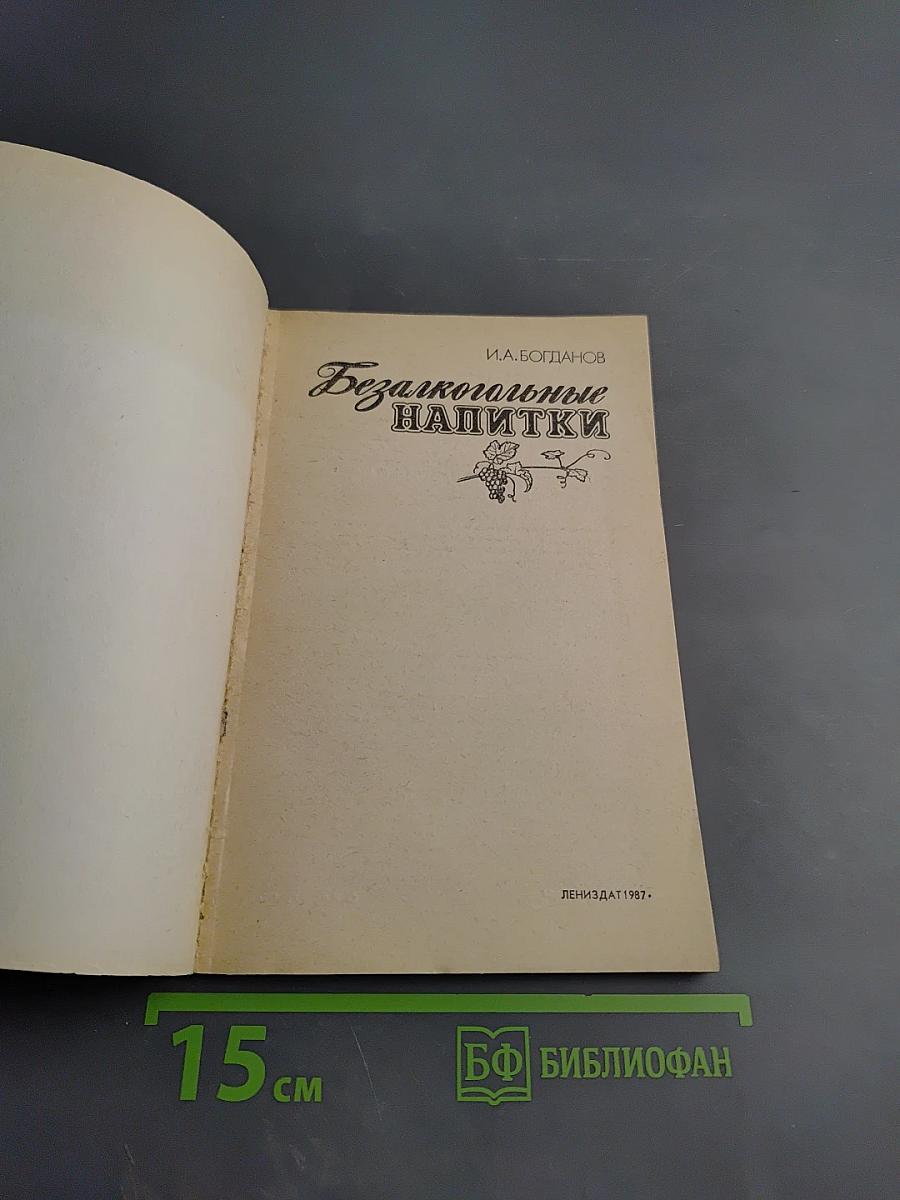 И.А.БОГДАНОВ
Безалкогольные
НАПИТКИ
ЛЕНИЗДАТ 1987•
15 см
БФ БИБЛИОФАН